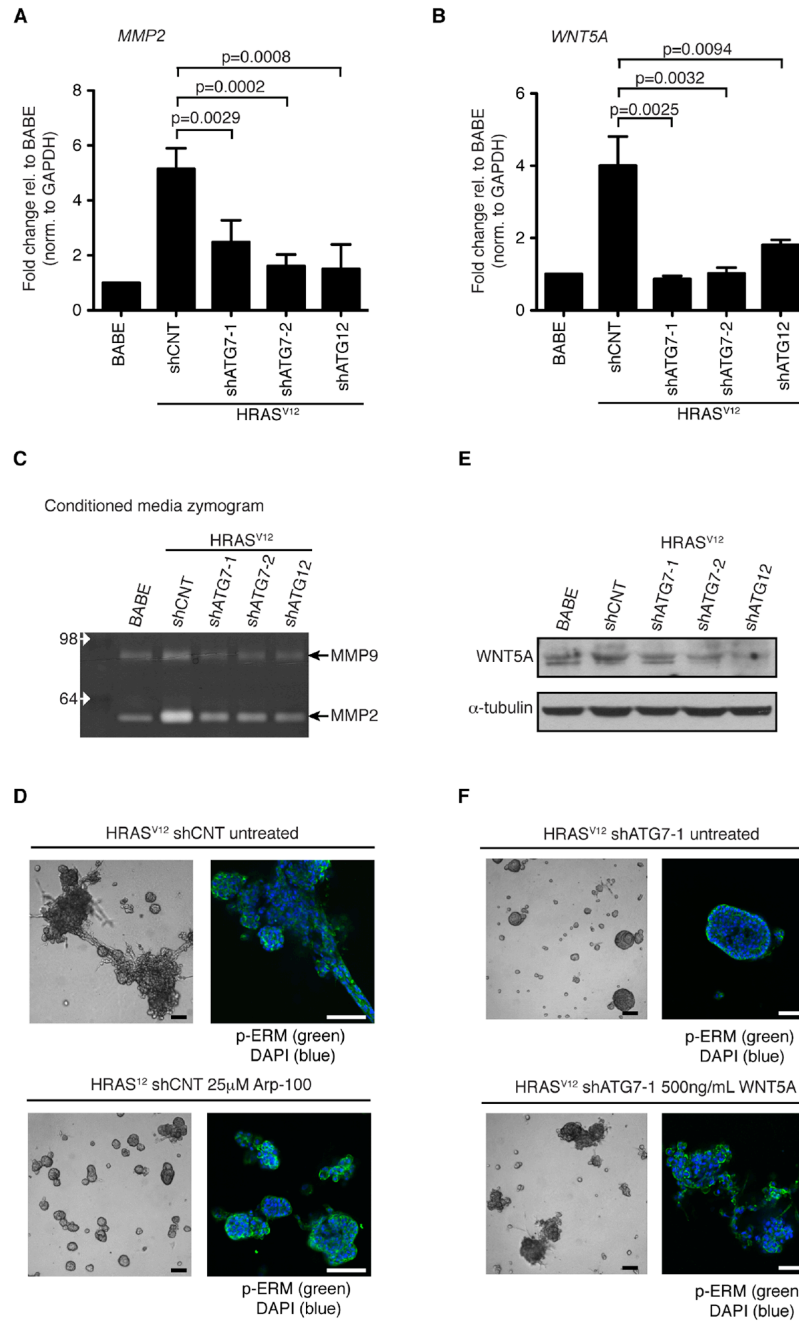 A
MMP2
p=0.0008
p=0.0002
p=0.0029
Fold change rel. to BABE
(norm. to GAPDH)
8
6
4
2
0
BABE
shCNT
shATG7-1
shATG7-2
shATG12
HRASV12
B
WNT5A
p=0.0094
p=0.0032
p=0.0025
Fold change rel. to BABE
(norm. to GAPDH)
6
4
2
0
BABE
shCNT
shATG7-1
shATG7-2
shATG12
HRASV12
C
Conditioned media zymogram
HRASV12
BABE
shCNT
shATG7-1
shATG7-2
shATG12
98
MMP9
64
MMP2
E
HRASV12
BABE
shCNT
shATG7-1
shATG7-2
shATG12
WNT5A
α-tubulin
D
HRASV12 shCNT untreated
p-ERM (green)
DAPI (blue)
HRAS12 shCNT 25μM Arp-100
p-ERM (green)
DAPI (blue)
F
HRASV12 shATG7-1 untreated
p-ERM (green)
DAPI (blue)
HRASV12 shATG7-1 500ng/mL WNT5A
p-ERM (green)
DAPI (blue)